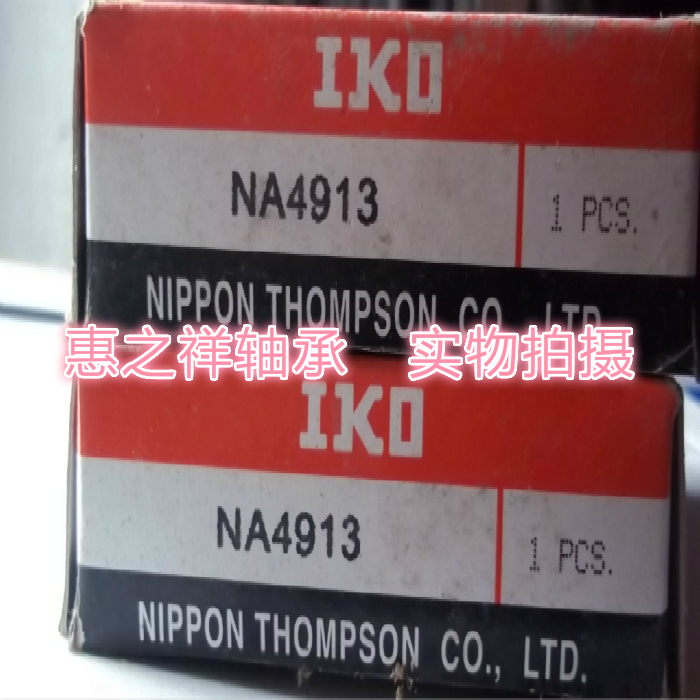 IKO
NA4913
1 PCS.
NIPPON THOMPSON CO., LTD.
惠之祥轴承 实物拍摄
IKO
NA4913
1 PCS.
NIPPON THOMPSON CO., LTD.